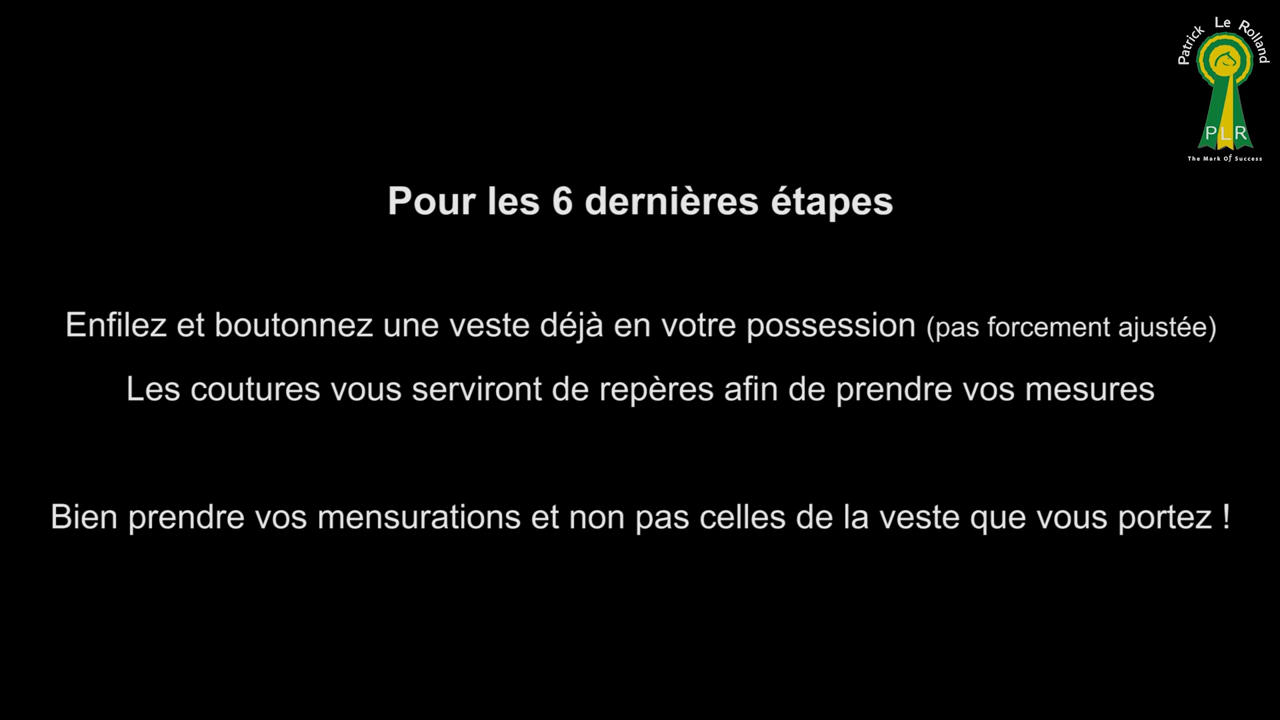 Patrick Le Rolland
PLR
The Mark Of Success
Pour les 6 dernières étapes
Enfilez et boutonnez une veste déjà en votre possession (pas forcement ajustée)
Les coutures vous serviront de repères afin de prendre vos mesures
Bien prendre vos mensurations et non pas celles de la veste que vous portez !